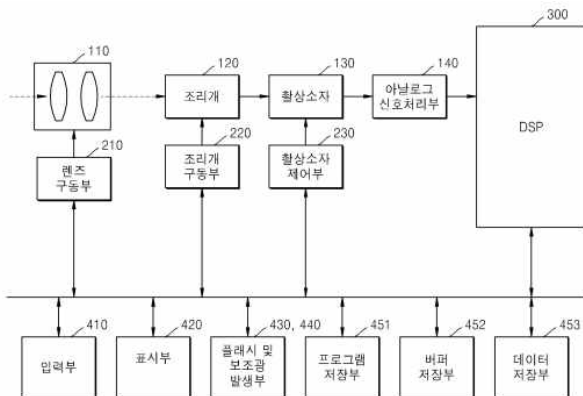 300
110
120
130
140
조리개
촬상소자
아날로그
신호처리부
DSP
210
220
230
렌즈
구동부
조리개
구동부
촬상소자
제어부
410
420
430, 440
451
452
453
입력부
표시부
플래시 및
보조광
발생부
프로그램
저장부
버퍼
저장부
데이터
저장부